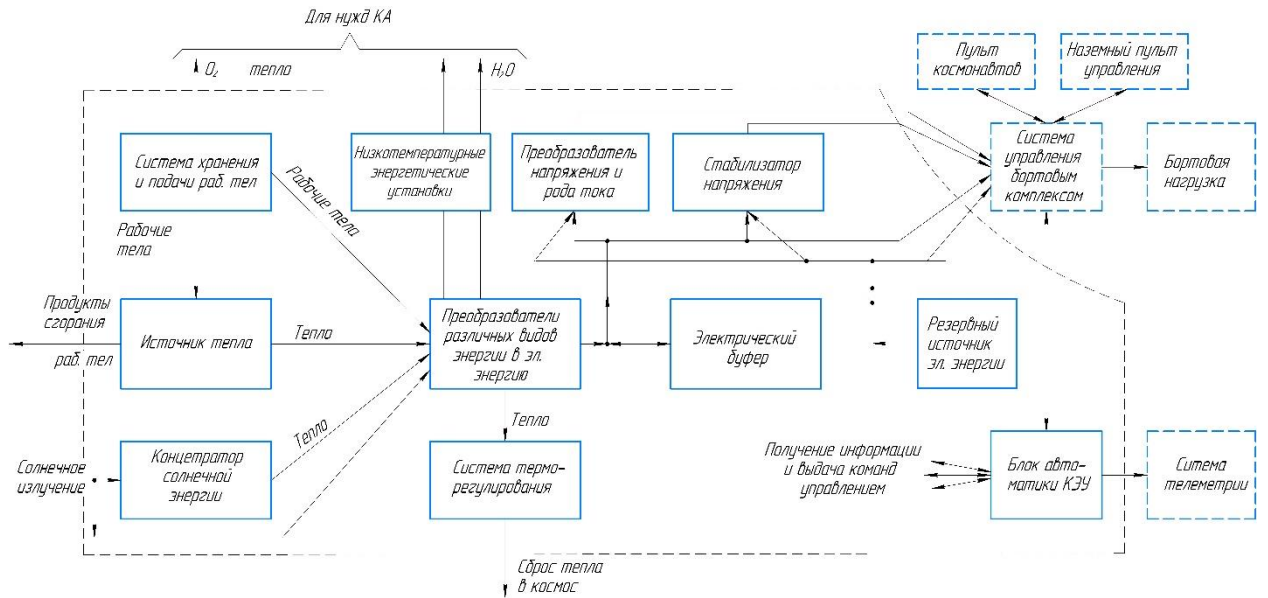 Для нужд КА
O₂ тепло
H₂O
Пульт
космонавтов
Наземный пульт
управления
Система хранения
и подачи раб. тел
Рабочие тела
Низкотемпературные
энергетические
установки
Преобразователь
напряжения и
рода тока
Стабилизатор
напряжения
Система
управления
бортовым
комплексом
Бортовая
нагрузка
Рабочие
тела
Продукты
сгорания
раб. тел
Источник тепла
Тепло
Преобразователи
различных видов
энергии в эл.
энергию
Электрический
буфер
Резервный
источник
эл. энергии
Тепло
Тепло
Солнечное
излучение
Концетратор
солнечной
энергии
Система термо-
регулирования
Получение информации
и выдача команд
управлением
Блок авто-
матики КЭУ
Ситема
телеметрии
Сброс тепла
в космос